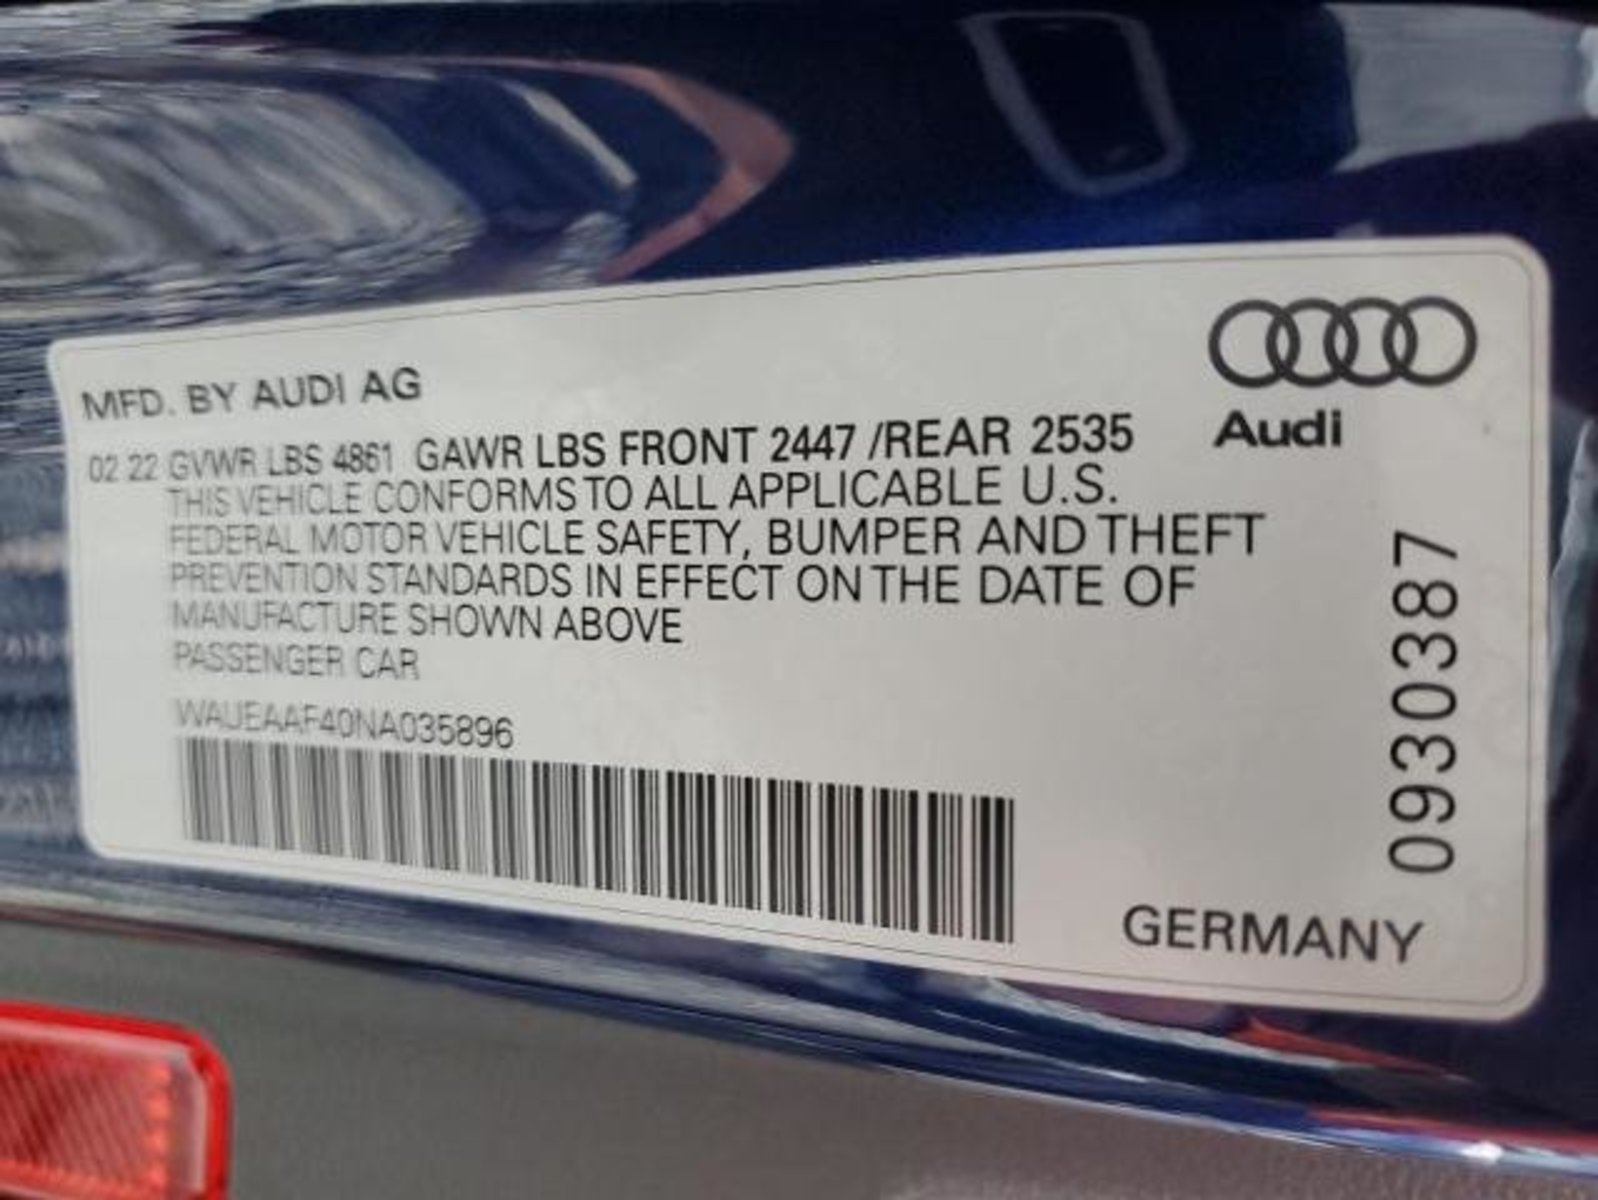 MFD. BY AUDI AG
Audi
02 22 GVWR LBS 4861 GAWR LBS FRONT 2447 /REAR 2535
THIS VEHICLE CONFORMS TO ALL APPLICABLE U.S.
FEDERAL MOTOR VEHICLE SAFETY, BUMPER AND THEFT
PREVENTION STANDARDS IN EFFECT ON THE DATE OF
MANUFACTURE SHOWN ABOVE
PASSENGER CAR
WAUEAAF40NA035896
0930387
GERMANY